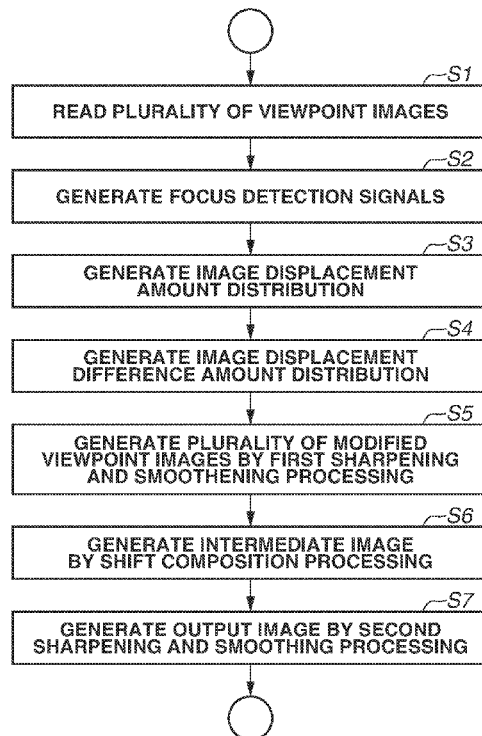 S1
READ PLURALITY OF VIEWPOINT IMAGES
S2
GENERATE FOCUS DETECTION SIGNALS
S3
GENERATE IMAGE DISPLACEMENT
AMOUNT DISTRIBUTION
S4
GENERATE IMAGE DISPLACEMENT
DIFFERENCE AMOUNT DISTRIBUTION
S5
GENERATE PLURALITY OF MODIFIED
VIEWPOINT IMAGES BY FIRST SHARPENING
AND SMOOTHENING PROCESSING
S6
GENERATE INTERMEDIATE IMAGE
BY SHIFT COMPOSITION PROCESSING
S7
GENERATE OUTPUT IMAGE BY SECOND
SHARPENING AND SMOOTHING PROCESSING